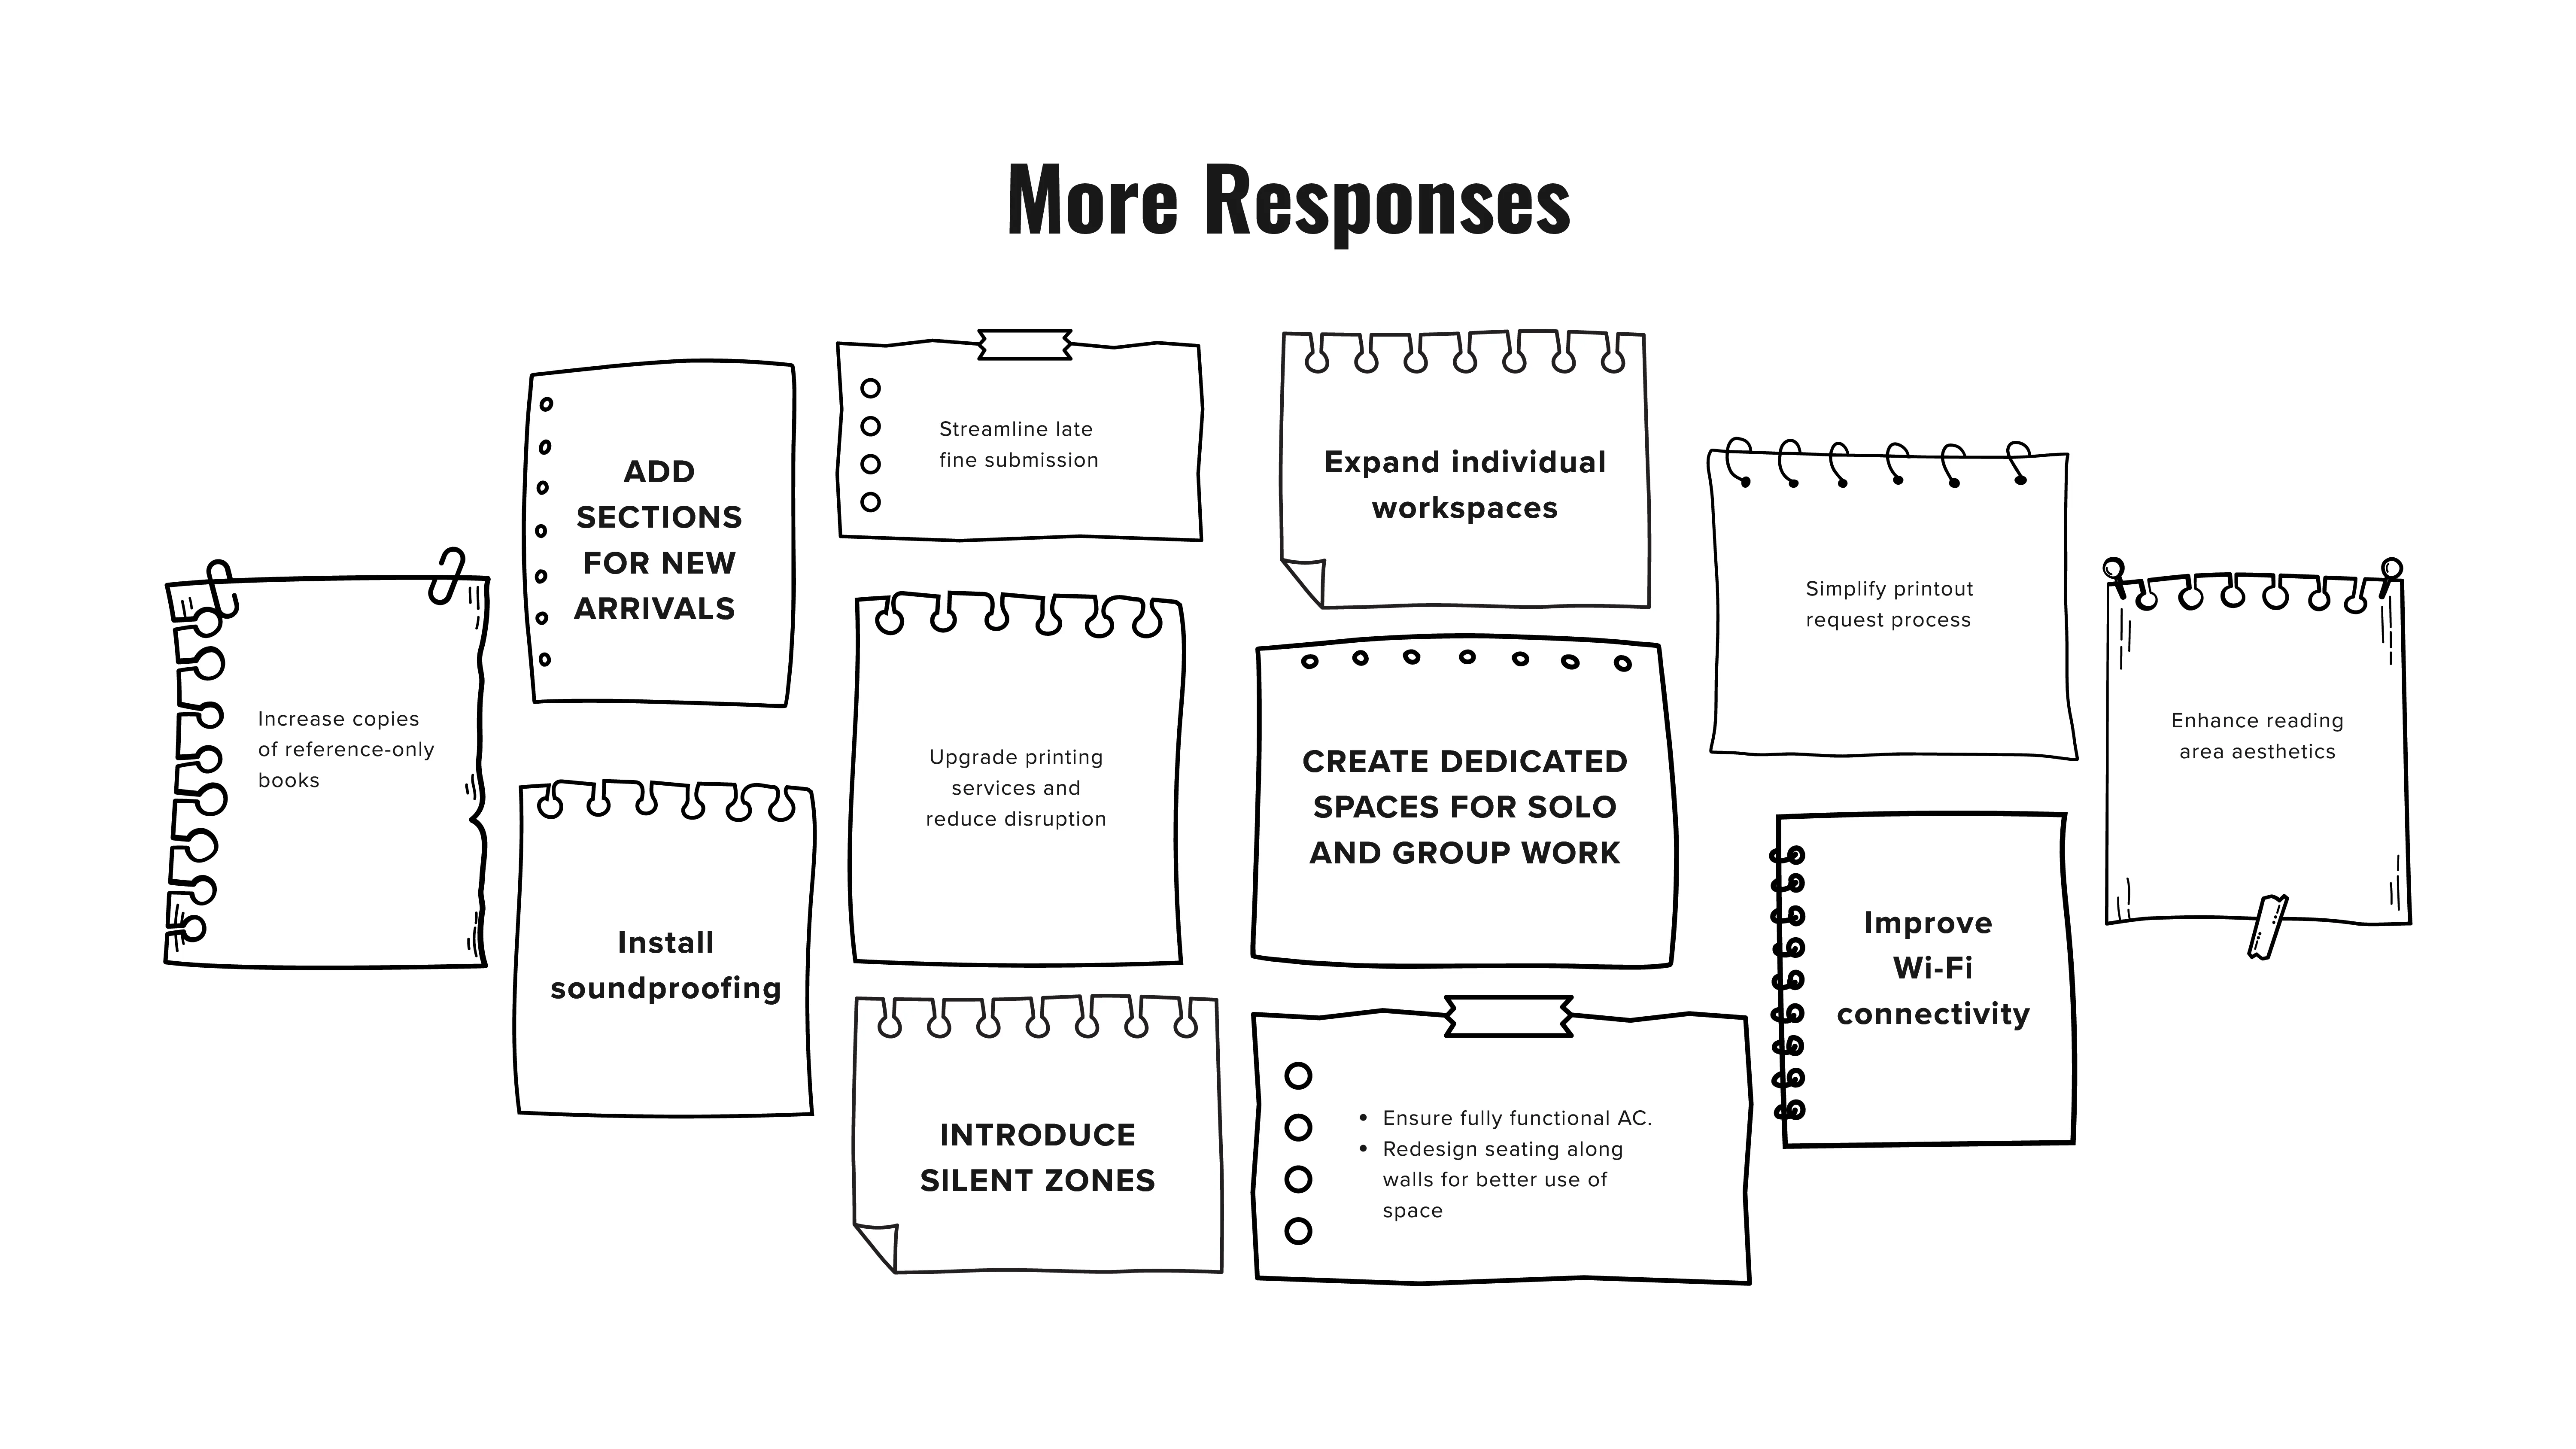 More Responses
Increase copies
of reference-only
books
ADD
SECTIONS
FOR NEW
ARRIVALS
Install
soundproofing
Streamline late
fine submission
Upgrade printing
services and
reduce disruption
INTRODUCE
SILENT ZONES
Expand individual
workspaces
CREATE DEDICATED
SPACES FOR SOLO
AND GROUP WORK
• Ensure fully functional AC.
• Redesign seating along
walls for better use of
space
Simplify printout
request process
Improve
Wi-Fi
connectivity
Enhance reading
area aesthetics